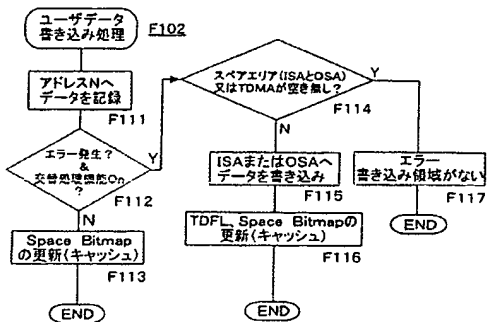 ユーザデータ
書き込み処理
F102
アドレスNへ
データを記録
F111
エラー発生?
&
交替処理機能On
?
F112
Y
N
Space Bitmap
の更新(キャッシュ)
F113
END
スペアエリア(ISAとOSA)
又はTDMAが空き無し?
F114
Y
N
ISAまたはOSAへ
データを書き込み
F115
TDFL、Space Bitmapの
更新(キャッシュ)
F116
END
エラー
書き込み領域がない
F117
END